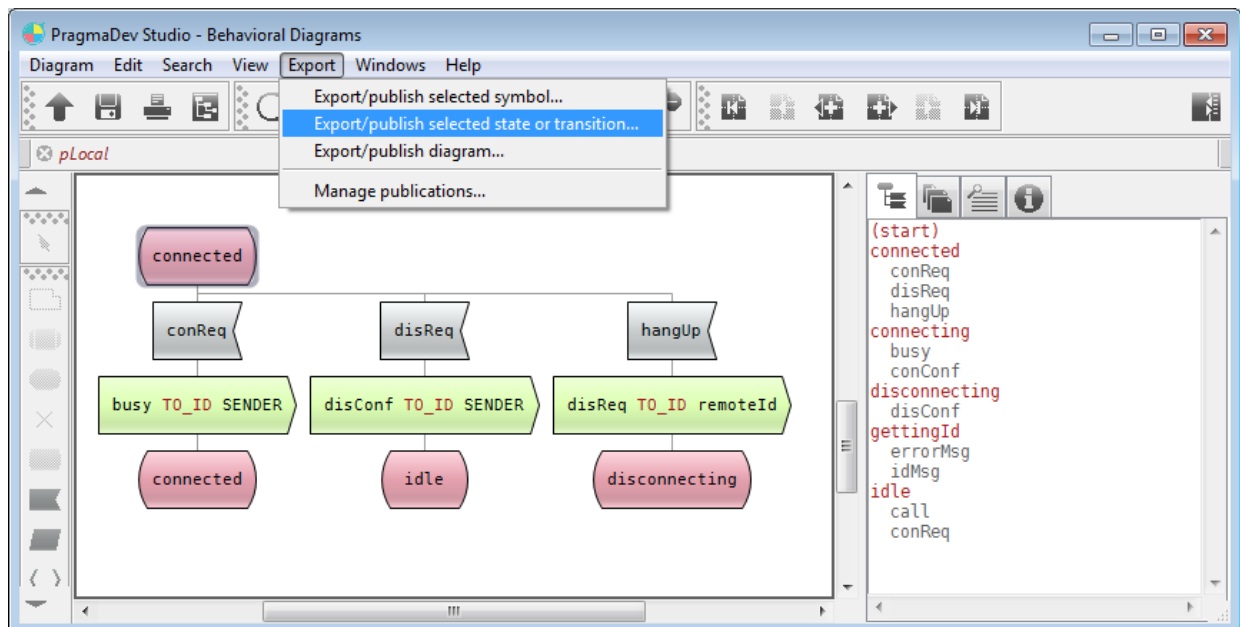 PragmaDev Studio - Behavioral Diagrams
Diagram Edit Search View Export Windows Help
Export/publish selected symbol...
Export/publish selected state or transition...
Export/publish diagram...
Manage publications...
pLocal
connected
conReq disReq hangUp
busy TO_ID SENDER disConf TO_ID SENDER disReq TO_ID remoteId
connected idle disconnecting
(start)
connected
conReq
disReq
hangUp
connecting
busy
conConf
disconnecting
disConf
gettingId
errorMsg
idMsg
idle
call
conReq